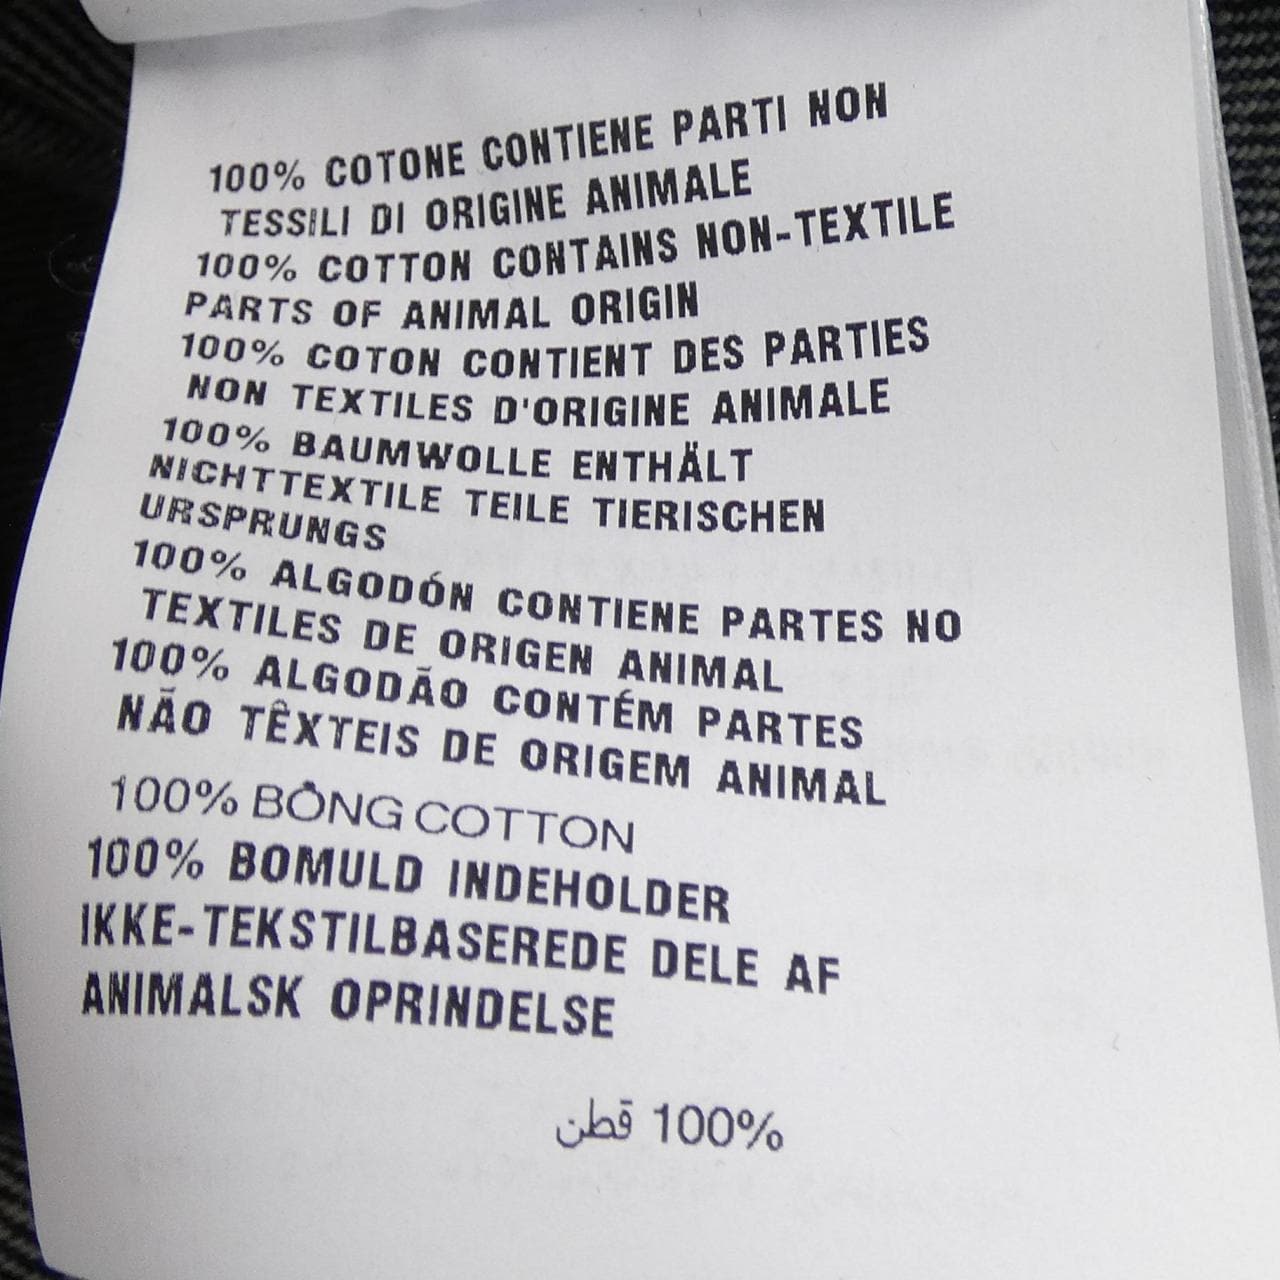 100% COTONE CONTIENE PARTI NON
TESSILI DI ORIGINE ANIMALE
100% COTTON CONTAINS NON-TEXTILE
PARTS OF ANIMAL ORIGIN
100% COTON CONTIENT DES PARTIES
NON TEXTILES D'ORIGINE ANIMALE
100% BAUMWOLLE ENTHÄLT
NICHTTEXTILE TEILE TIERISCHEN
URSPRUNGS
100% ALGODÓN CONTIENE PARTES NO
TEXTILES DE ORIGEN ANIMAL
100% ALGODÃO CONTÉM PARTES
NÃO TÊXTEIS DE ORIGEM ANIMAL
100% BÔNG COTTON
100% BOMULD INDEHOLDER
IKKE-TEKSTILBASEREDE DELE AF
ANIMALSK OPRINDELSE
100% قطن